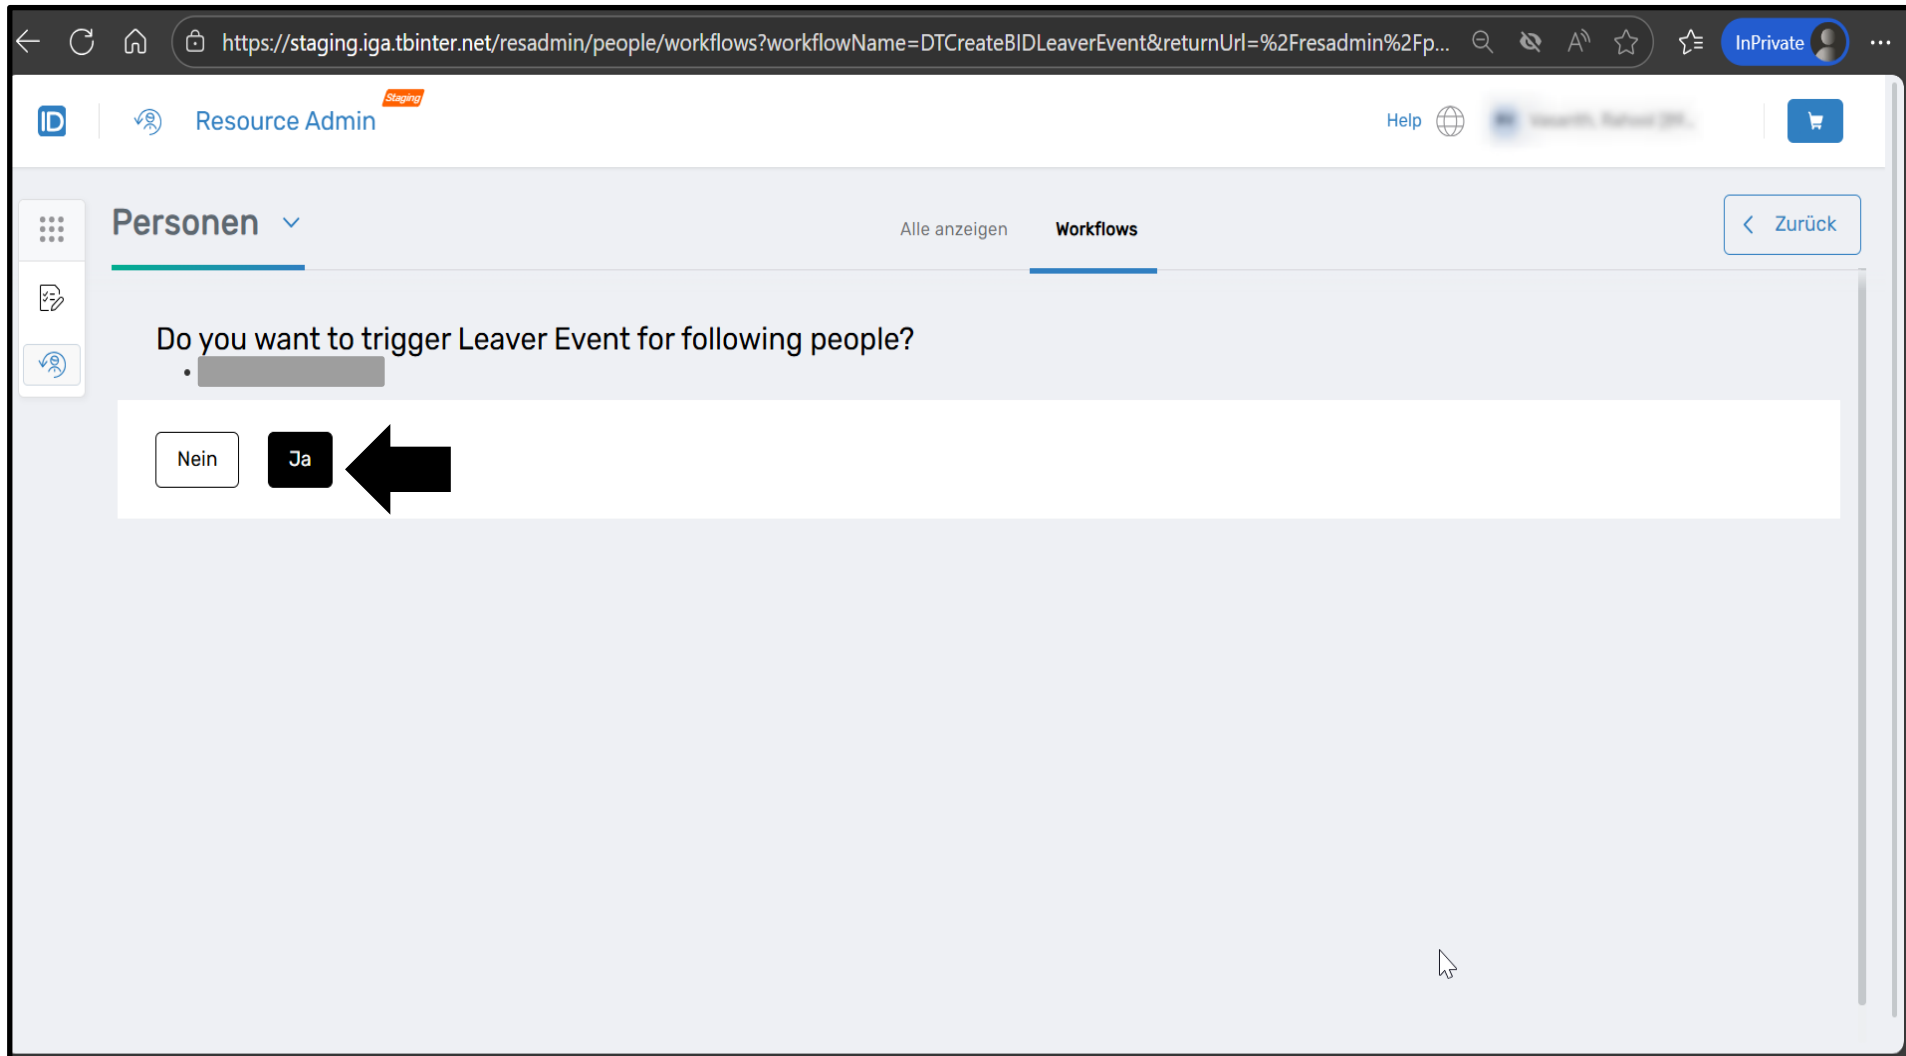 https://staging.iga.tbinter.net/resadmin/people/workflows?workflowName=DTCreateBIDLeaverEvent&returnUrl=%2Fresadmin%2Fp...
InPrivate
ID
Resource Admin
Staging
Help
Personen
Alle anzeigen
Workflows
Zurück
Do you want to trigger Leaver Event for following people?
Nein
Ja